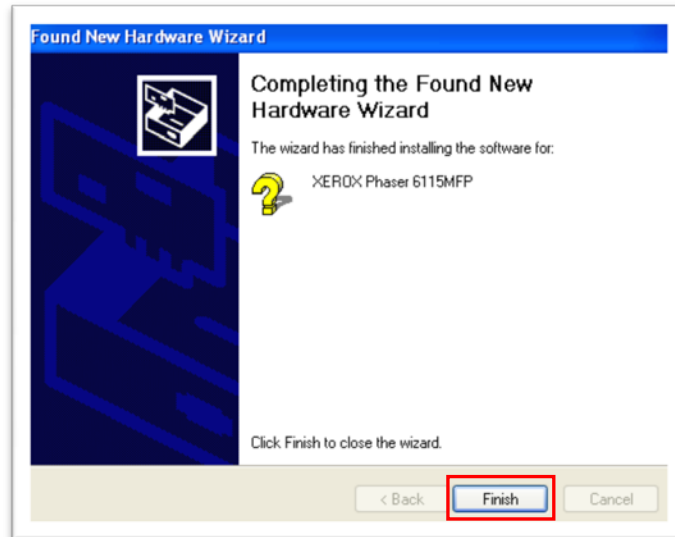 Found New Hardware Wizard
Completing the Found New
Hardware Wizard
The wizard has finished installing the software for:
XEROX Phaser 6115MFP
Click Finish to close the wizard.
< Back
Finish
Cancel